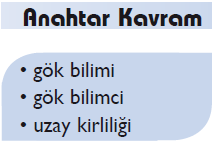 Anahtar Kavram
• gök bilimi
• gök bilimci
• uzay kirliliği